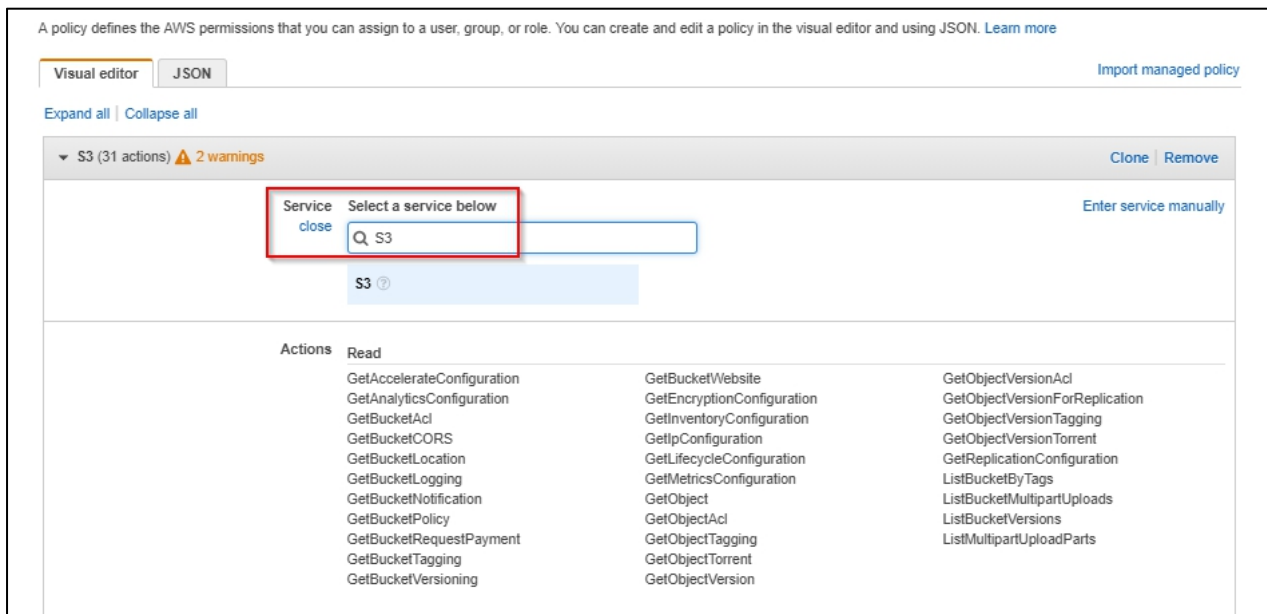 A policy defines the AWS permissions that you can assign to a user, group, or role. You can create and edit a policy in the visual editor and using JSON. Learn more
Visual editor JSON Import managed policy
Expand all | Collapse all
S3 (31 actions) 2 warnings Clone | Remove
Service Select a service below Enter service manually
close
S3
S3
Actions Read
GetAccelerateConfiguration GetBucketWebsite GetObjectVersionAcl
GetAnalyticsConfiguration GetEncryptionConfiguration GetObjectVersionForReplication
GetBucketAcl GetInventoryConfiguration GetObjectVersionTagging
GetBucketCORS GetIpConfiguration GetObjectVersionTorrent
GetBucketLocation GetLifecycleConfiguration GetReplicationConfiguration
GetBucketLogging GetMetricsConfiguration ListBucketByTags
GetBucketNotification GetObject ListBucketMultipartUploads
GetBucketPolicy GetObjectAcl ListBucketVersions
GetBucketRequestPayment GetObjectTagging ListMultipartUploadParts
GetBucketTagging GetObjectTorrent
GetBucketVersioning GetObjectVersion